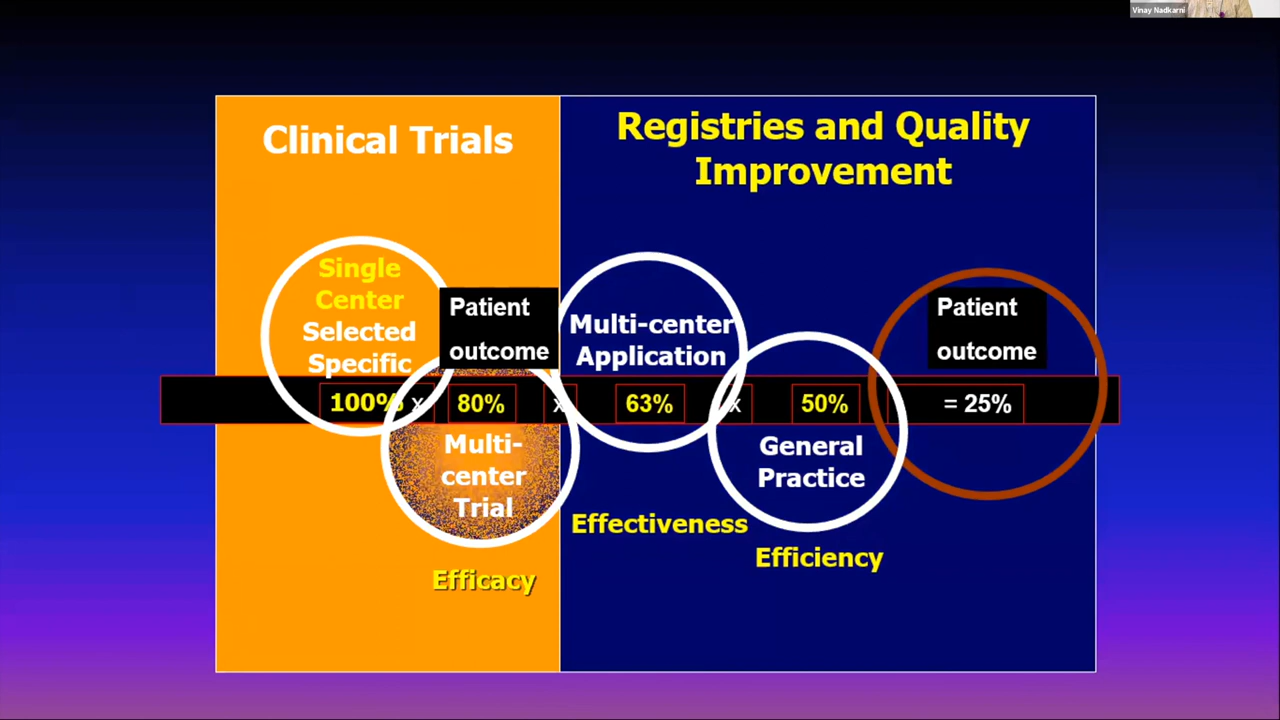 Vinay Nadkarni
Clinical Trials
Registries and Quality
Improvement
Single
Center
Selected
Specific
Patient
outcome
Multi-center
Application
Patient
outcome
100% x 80% x 63% x 50% = 25%
Multi-
center
Trial
General
Practice
Effectiveness
Efficiency
Efficacy